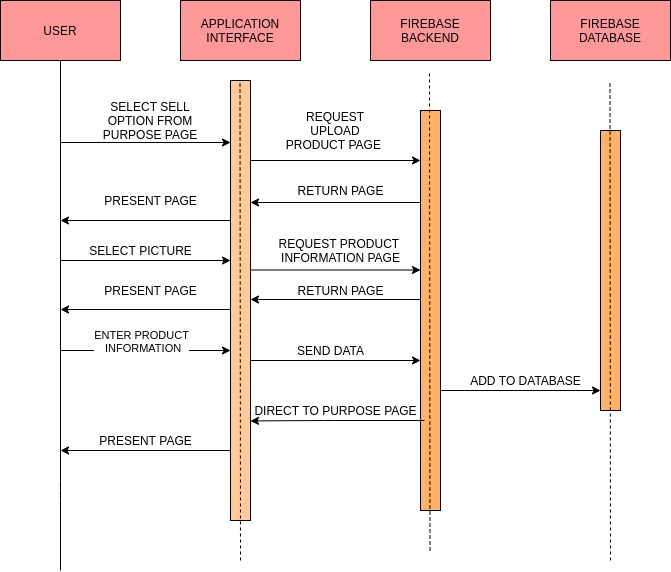 USER
APPLICATION
INTERFACE
FIREBASE
BACKEND
FIREBASE
DATABASE
SELECT SELL
OPTION FROM
PURPOSE PAGE
REQUEST
UPLOAD
PRODUCT PAGE
RETURN PAGE
PRESENT PAGE
SELECT PICTURE
REQUEST PRODUCT
INFORMATION PAGE
RETURN PAGE
PRESENT PAGE
ENTER PRODUCT
INFORMATION
SEND DATA
ADD TO DATABASE
DIRECT TO PURPOSE PAGE
PRESENT PAGE